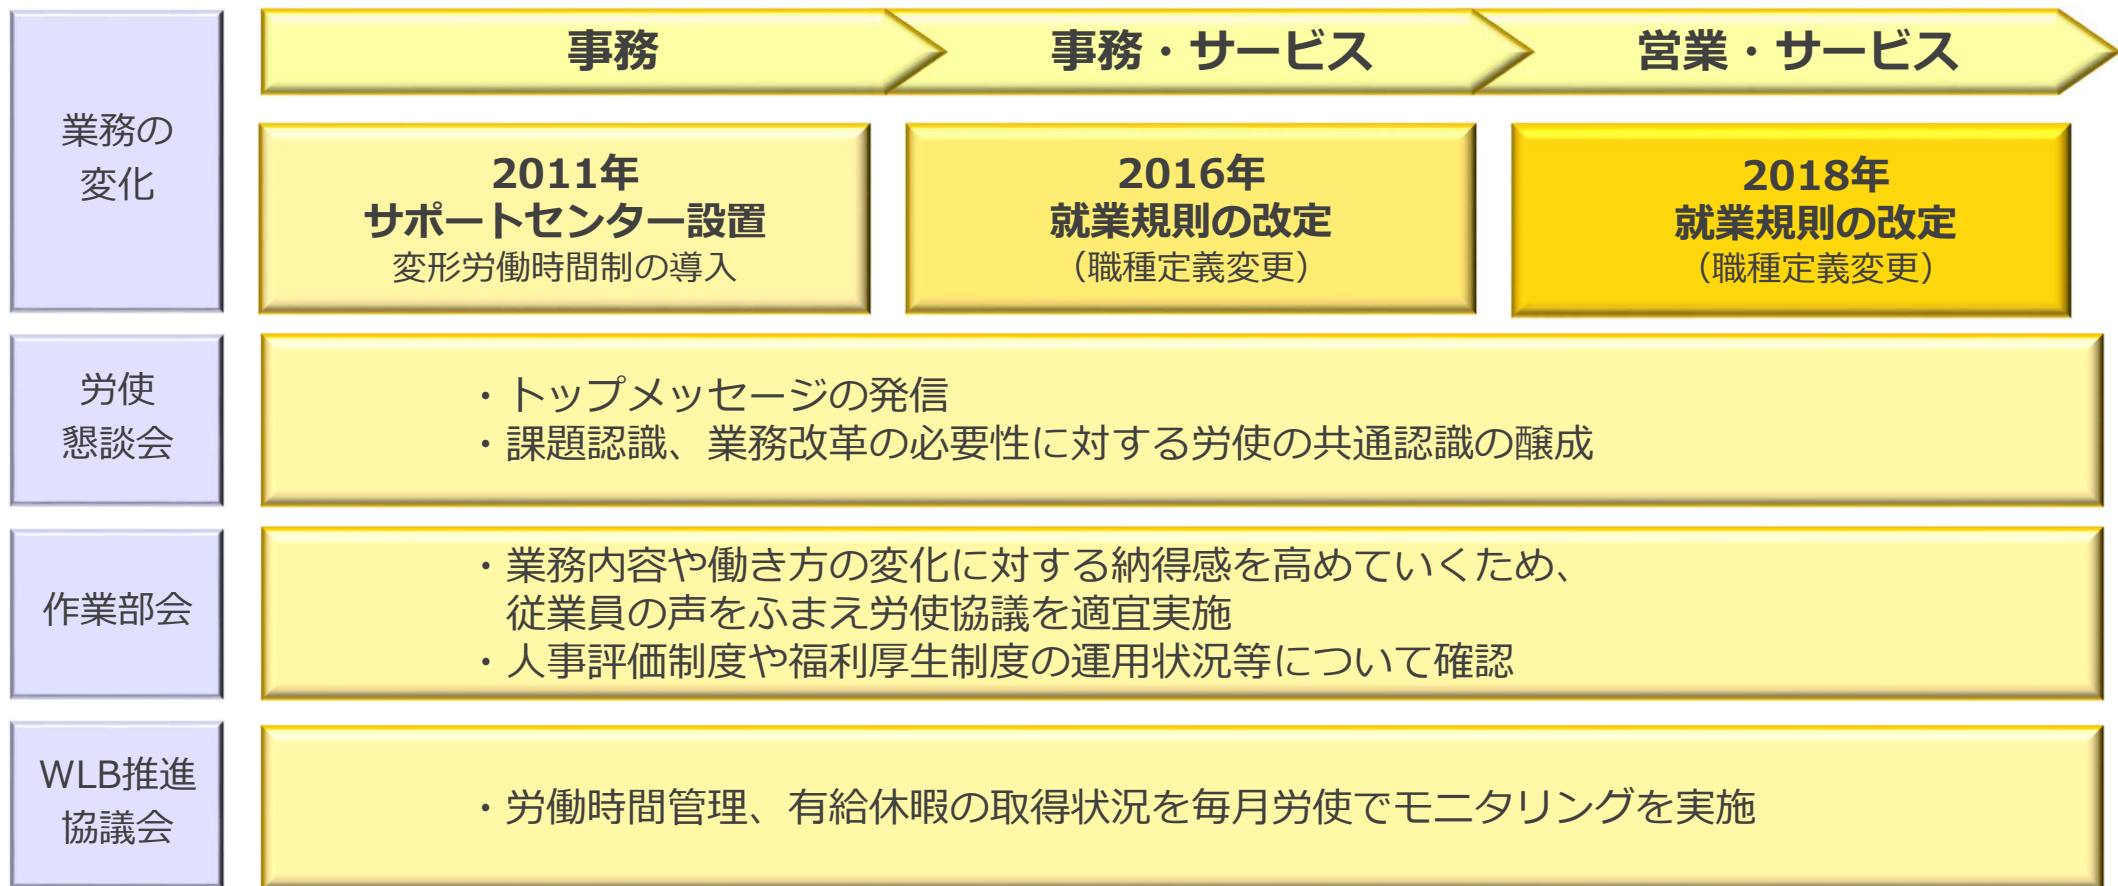 業務の
変化
事務
事務・サービス
営業・サービス
2011年
サポートセンター設置
変形労働時間制の導入
2016年
就業規則の改定
（職種定義変更）
2018年
就業規則の改定
（職種定義変更）
労使
懇談会
・トップメッセージの発信
・課題認識、業務改革の必要性に対する労使の共通認識の醸成
作業部会
・業務内容や働き方の変化に対する納得感を高めていくため、
従業員の声をふまえ労使協議を適宜実施
・人事評価制度や福利厚生制度の運用状況等について確認
WLB推進
協議会
・労働時間管理、有給休暇の取得状況を毎月労使でモニタリングを実施